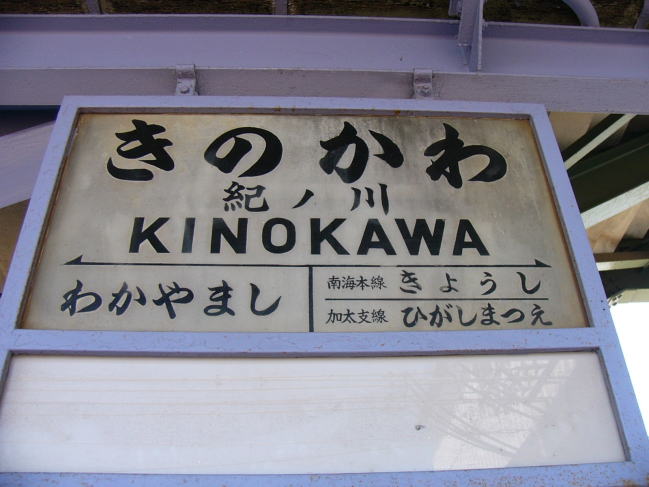 きのかわ
紀ノ川
KINOKAWA
わかやまし
南海本線 きょうし
加太支線 ひがしまつえ